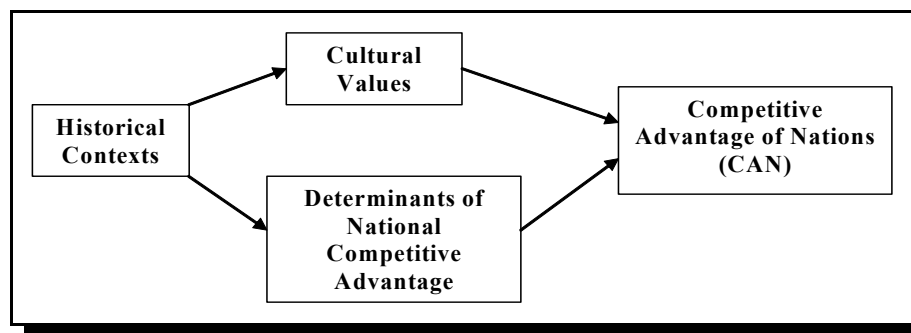 Historical
Contexts
Cultural
Values
Determinants of
National
Competitive
Advantage
Competitive
Advantage of Nations
(CAN)